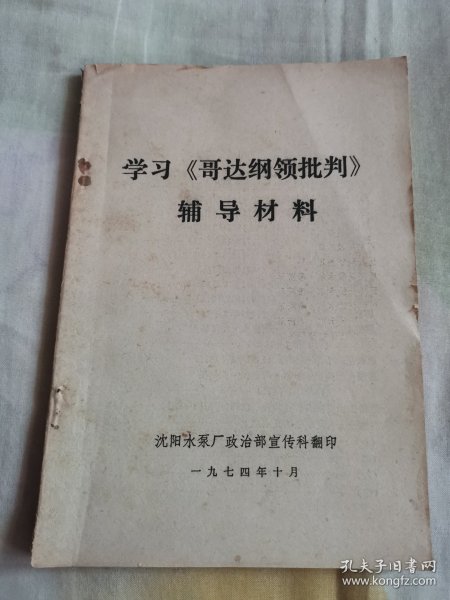 学习《哥达纲领批判》
辅导材料
沈阳水泵厂政治部宣传科翻印
一九七四年十月
孔夫子旧书网
www.kongfz.com